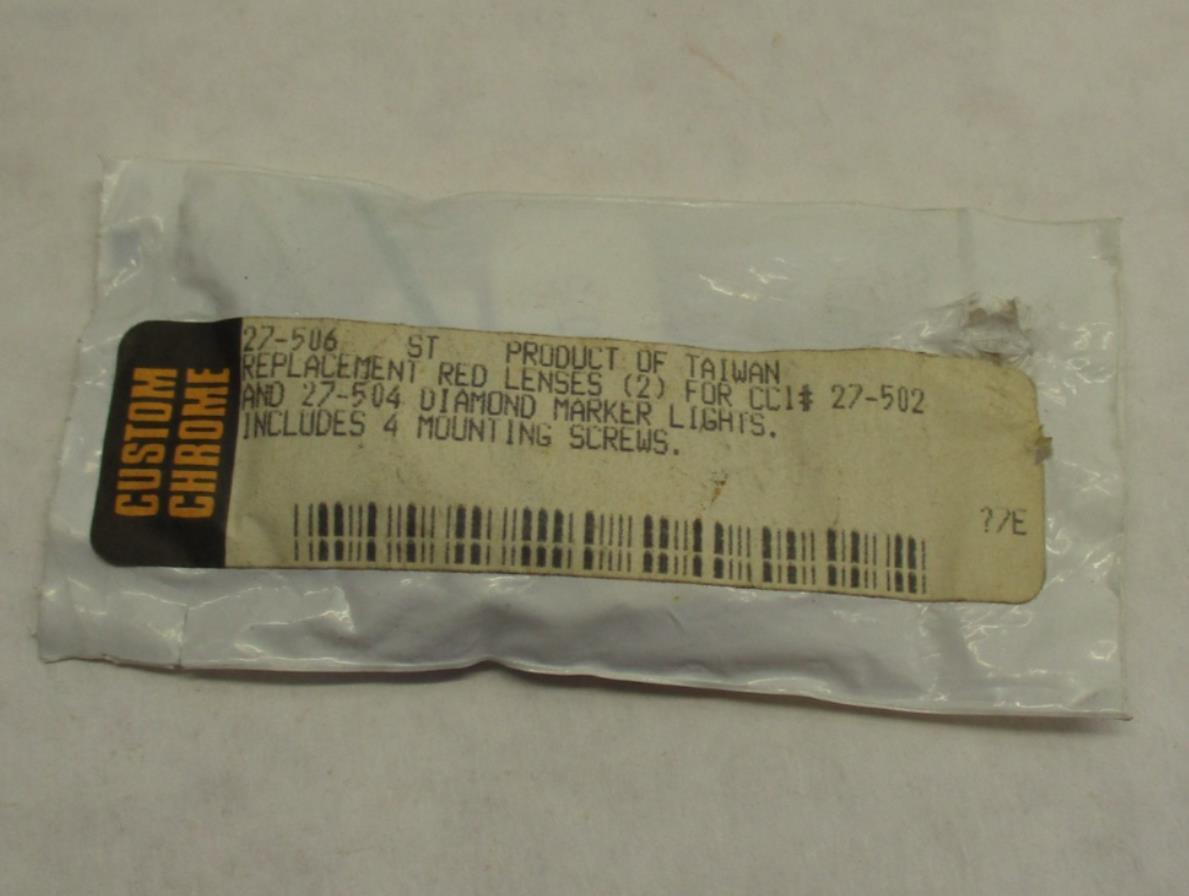 CUSTOM
CHROME
27-506 ST PRODUCT OF TAIWAN
REPLACEMENT RED LENSES (2) FOR CCI# 27-502
AND 27-504 DIAMOND MARKER LIGHTS.
INCLUDES 4 MOUNTING SCREWS.
?/E